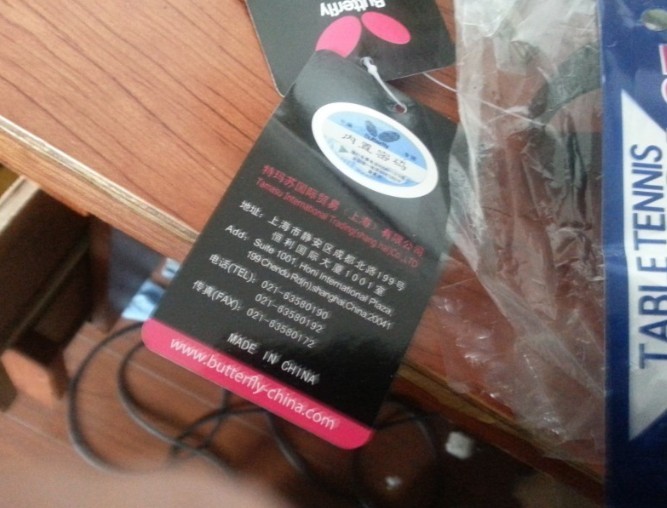 Butterfly
Butterfly
内置密码
特玛苏国际贸易（上海）有限公司
Tamasu International Trading(shanghai)Co.,LTD
地址：上海市静安区成都北路199号
恒利国际大厦1001室
Add: Suite 1001, Honi International Plaza,
199 Chendu Rd(n)shanghai,China,20041
电话(TEL): 021-63580190
021-63580192
传真(FAX): 021-63580172
MADE IN CHINA
www.butterfly-china.com
TABLE TENNIS